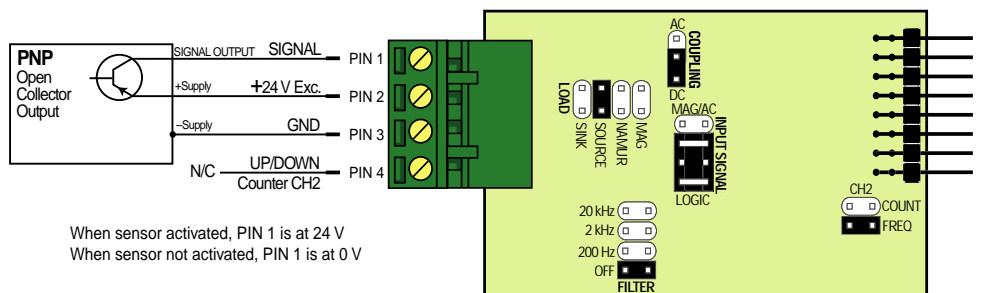 PNP
Open
Collector
Output
SIGNAL OUTPUT SIGNAL PIN 1
+Supply +24 V Exc. PIN 2
–Supply GND PIN 3
N/C UP/DOWN PIN 4
Counter CH2
When sensor activated, PIN 1 is at 24 V
When sensor not activated, PIN 1 is at 0 V
AC
COUPLING
DC
LOAD
SINK
SOURCE
NAMUR
MAG
MAG/AC
INPUT SIGNAL
LOGIC
20 kHz
2 kHz
200 Hz
OFF
FILTER
CH2
COUNT
FREQ